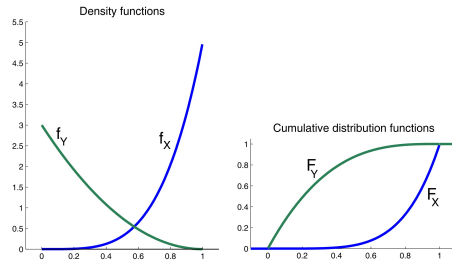 Density functions
5.5
5
4.5
4
3.5
3
2.5
2
1.5
1
0.5
0
f_Y
f_X
0 0.2 0.4 0.6 0.8 1
Cumulative distribution functions
1
0.8
0.6
0.4
0.2
0
F_Y
F_X
0 0.2 0.4 0.6 0.8 1